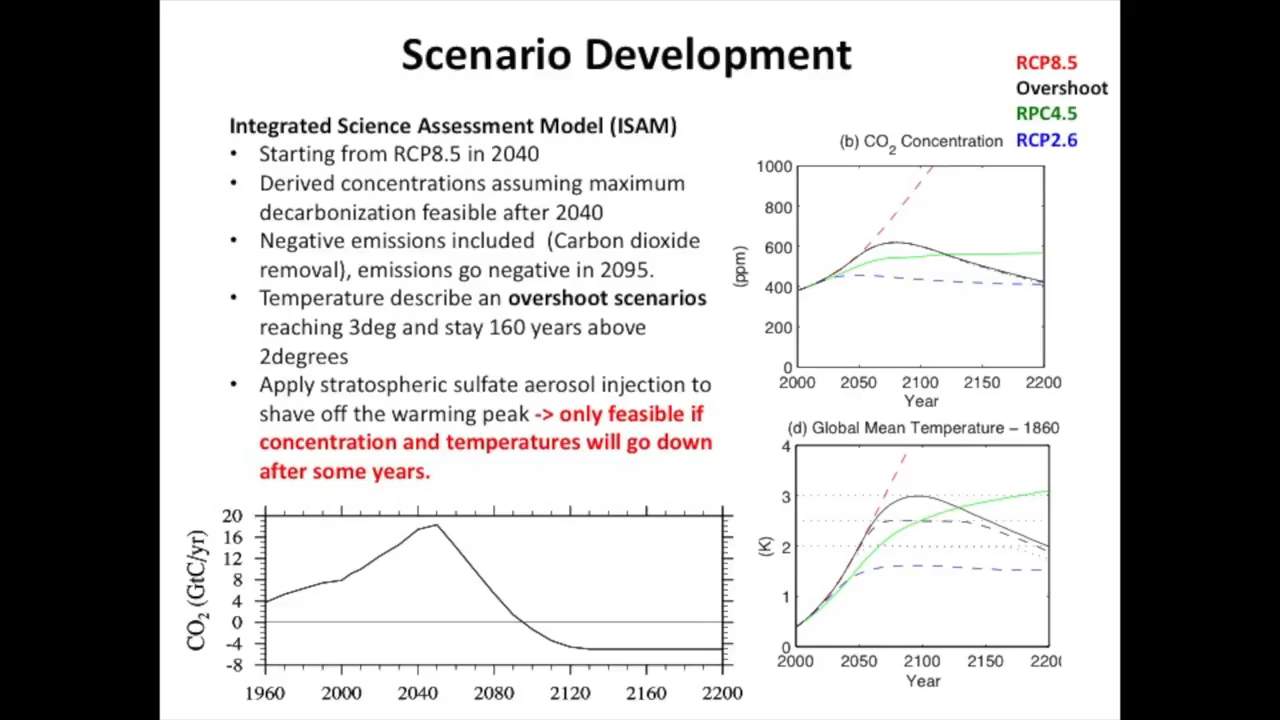 Scenario Development
RCP8.5
Overshoot
RPC4.5
RCP2.6
Integrated Science Assessment Model (ISAM)
• Starting from RCP8.5 in 2040
• Derived concentrations assuming maximum
decarbonization feasible after 2040
• Negative emissions included (Carbon dioxide
removal), emissions go negative in 2095.
• Temperature describe an overshoot scenarios
reaching 3deg and stay 160 years above
2degrees
• Apply stratospheric sulfate aerosol injection to
shave off the warming peak -> only feasible if
concentration and temperatures will go down
after some years.
(b) CO2 Concentration
1000
800
600
400
200
0
(ppm)
2000 2050 2100 2150 2200
Year
(d) Global Mean Temperature – 1860
4
3
2
1
0
(K)
2000 2050 2100 2150 220
Year
20
16
12
8
4
0
-4
-8
CO2 (GtC/yr)
1960 2000 2040 2080 2120 2160 2200